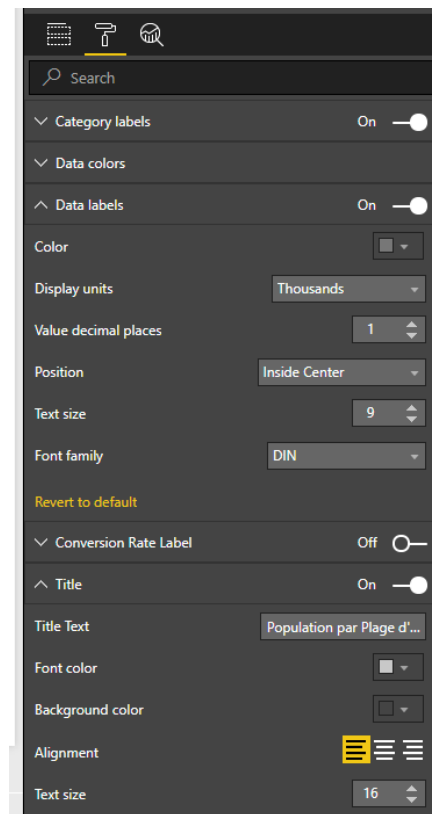 Search
Category labels On
Data colors
Data labels On
Color
Display units Thousands
Value decimal places 1
Position Inside Center
Text size 9
Font family DIN
Revert to default
Conversion Rate Label Off
Title On
Title Text Population par Plage d'...
Font color
Background color
Alignment
Text size 16